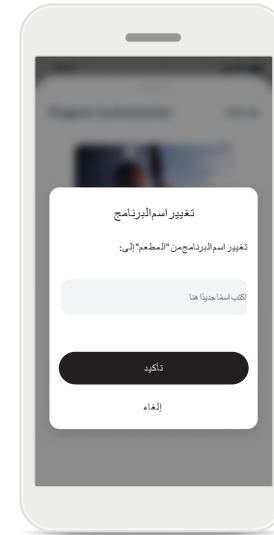 تغيير اسم البرنامج
تغيير اسم البرنامج من "المطعم" إلى:
اكتب اسمًا جديدًا هنا
تأكيد
إلغاء